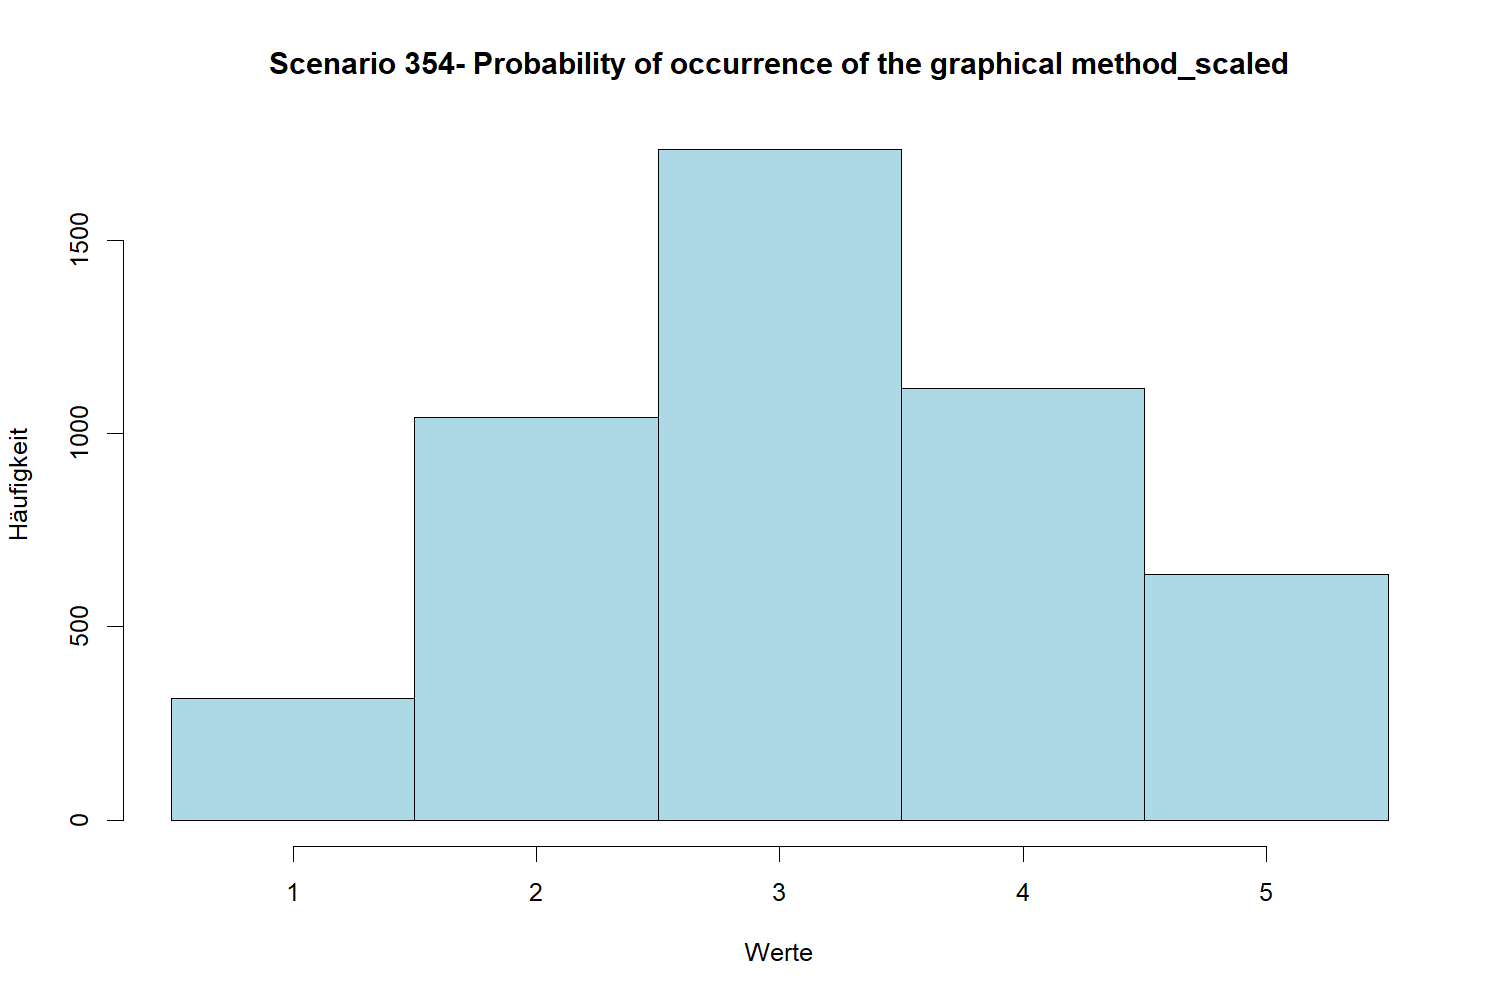 Scenario 354- Probability of occurrence of the graphical method_scaled
Häufigkeit
1500
1000
500
0
1 2 3 4 5
Werte